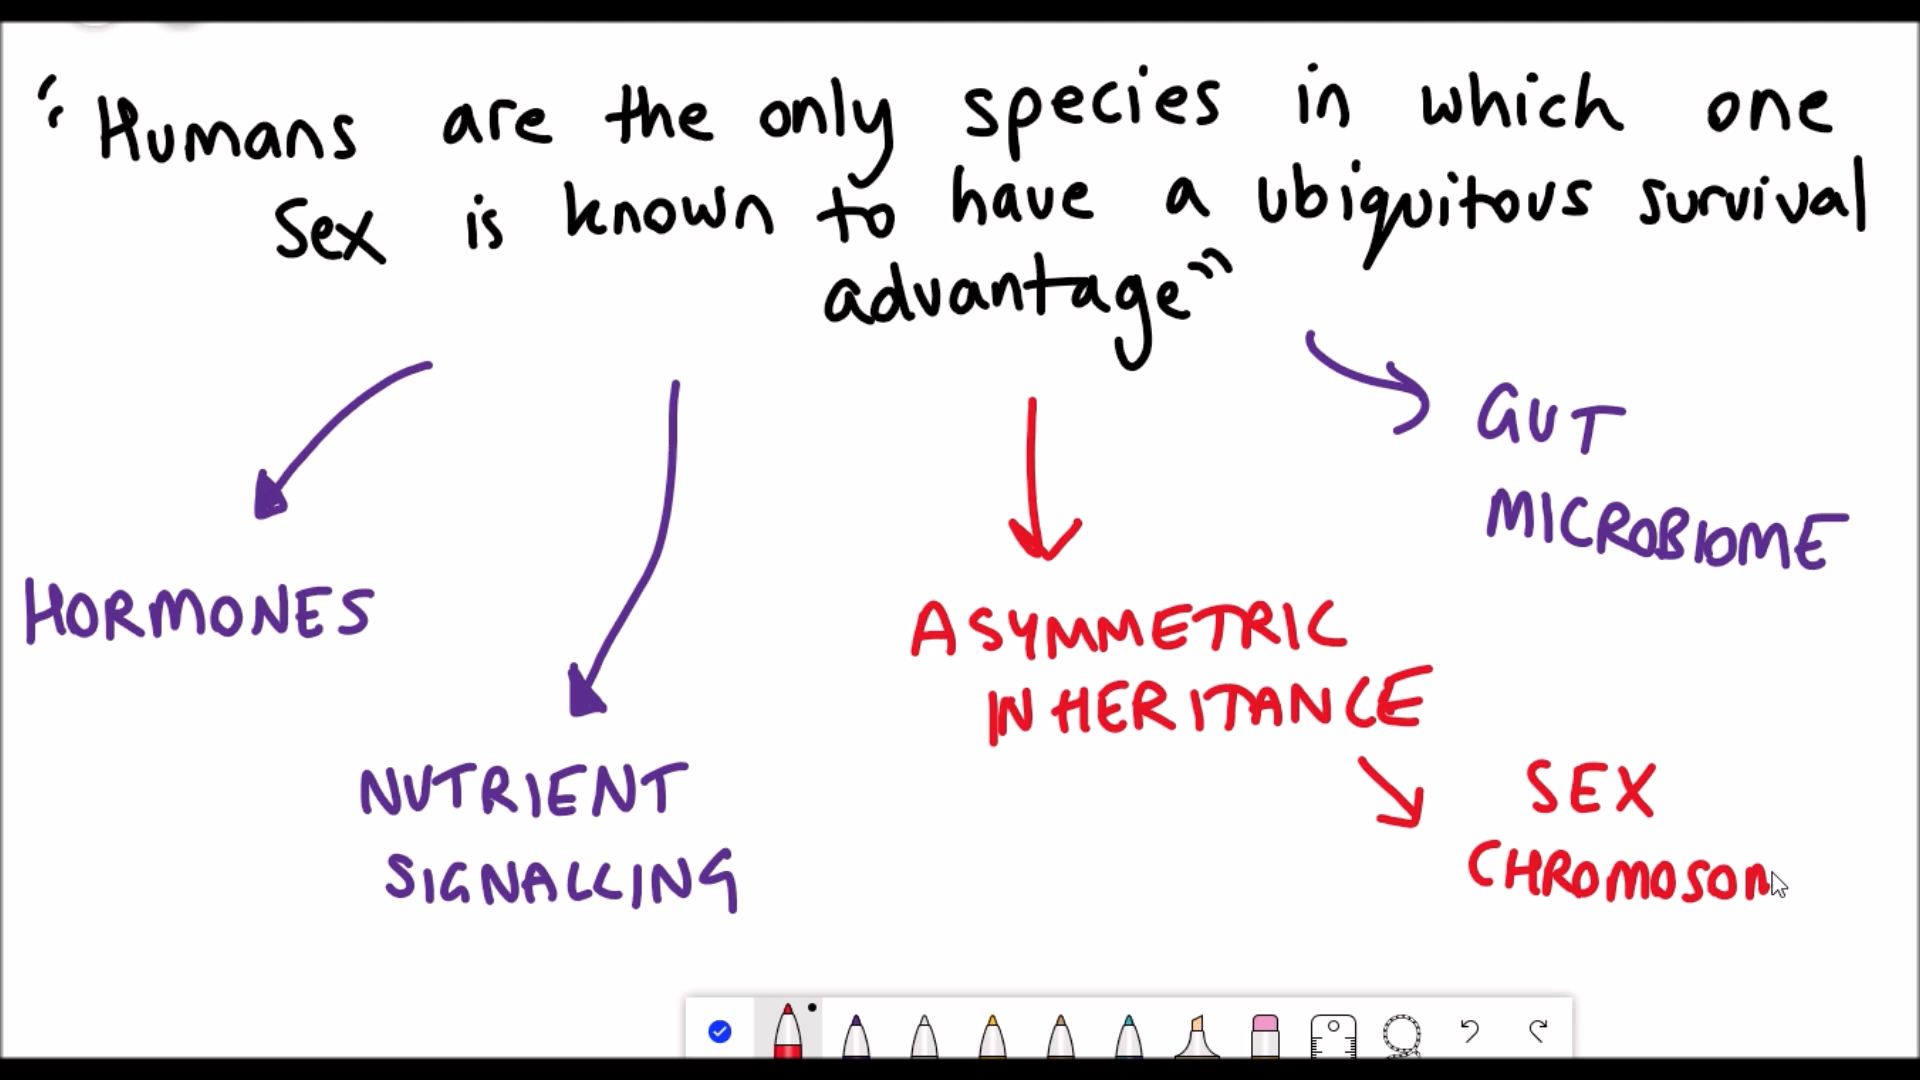 "Humans are the only species in which one
Sex is known to have a ubiquitous survival
advantage"
GUT
MICROBIOME
HORMONES
ASYMMETRIC
INHERITANCE
NUTRIENT
SIGNALLING
SEX
CHROMOSOM